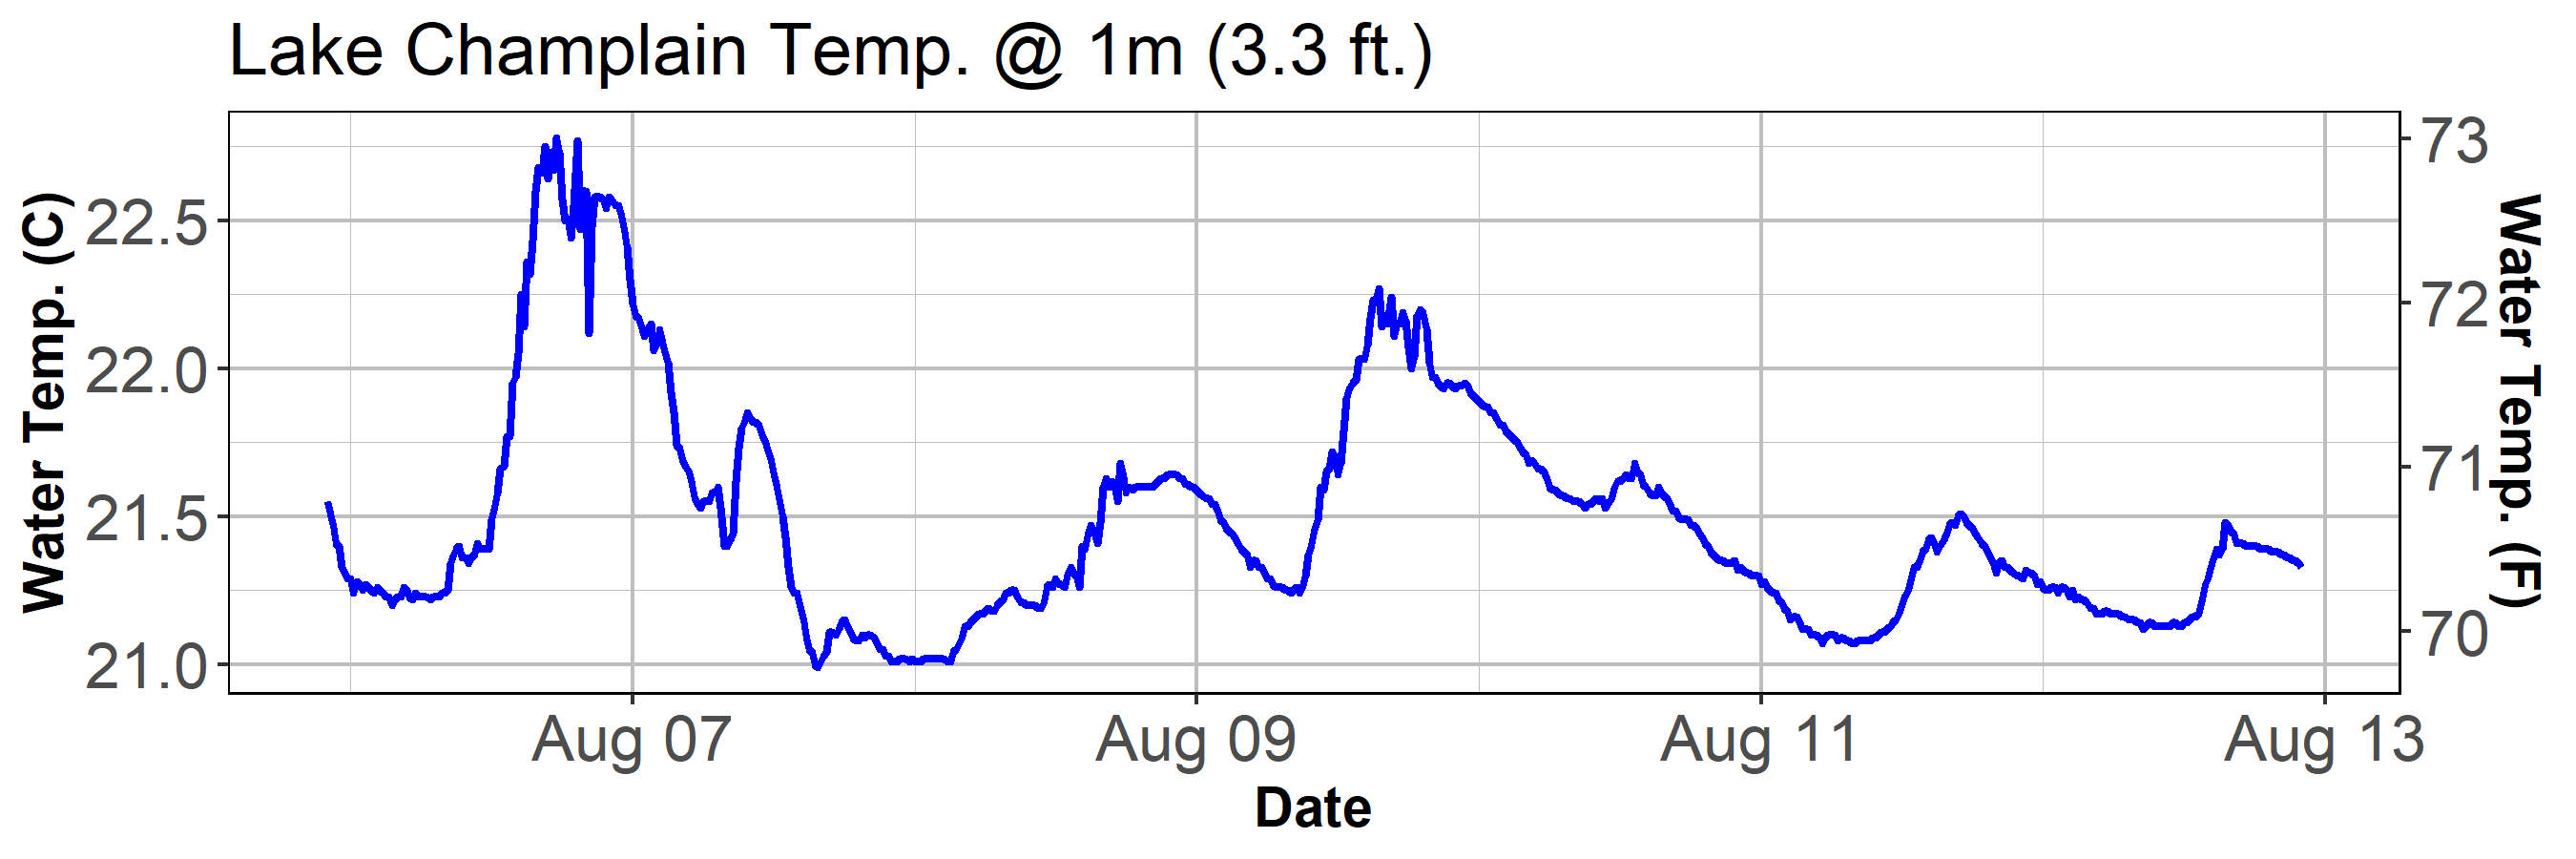 Lake Champlain Temp. @ 1m (3.3 ft.)
Water Temp. (C)
22.5
22.0
21.5
21.0
73
72
71
70
Water Temp. (F)
Aug 07
Aug 09
Aug 11
Aug 13
Date